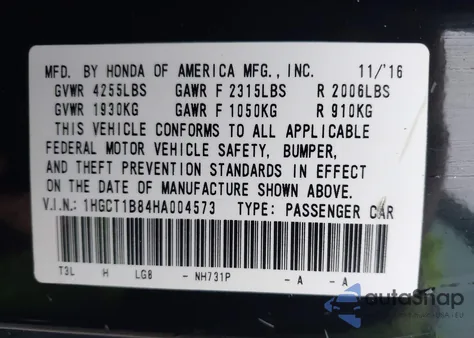 MFD. BY HONDA OF AMERICA MFG., INC. 11/'16
GVWR 4255LBS GAWR F 2315LBS R 2006LBS
GVWR 1930KG GAWR F 1050KG R 910KG
THIS VEHICLE CONFORMS TO ALL APPLICABLE
FEDERAL MOTOR VEHICLE SAFETY, BUMPER,
AND THEFT PREVENTION STANDARDS IN EFFECT
ON THE DATE OF MANUFACTURE SHOWN ABOVE.
V.I.N.: 1HGCT1B84HA004573 TYPE: PASSENGER CAR
T3L H LG8 - NH731P - A - A
autoSnap